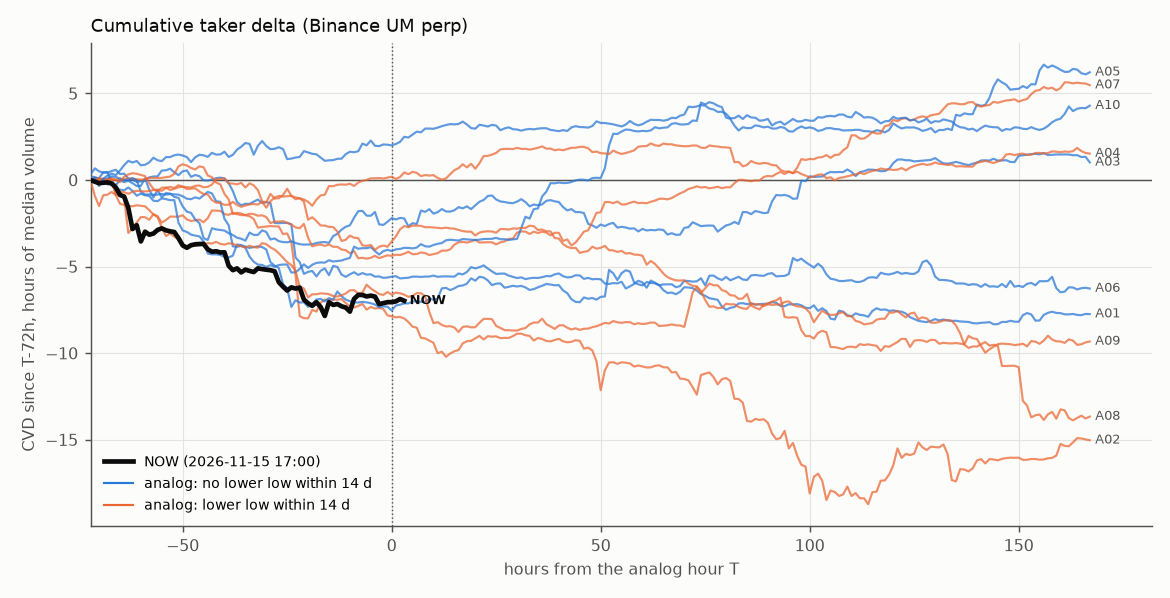 Cumulative taker delta (Binance UM perp)
CVD since T-72h, hours of median volume
5
0
−5
−10
−15
A05
A07
A10
A04
A03
NOW
A06
A01
A09
A08
A02
NOW (2026-11-15 17:00)
analog: no lower low within 14 d
analog: lower low within 14 d
−50
0
50
100
150
hours from the analog hour T